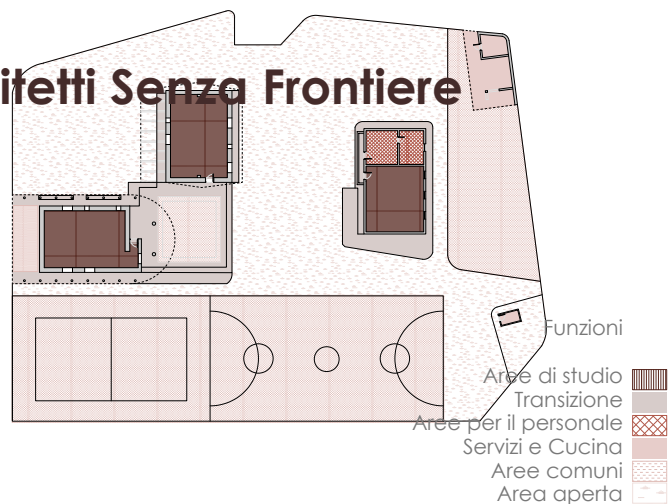 itetti Senza Frontiere
Funzioni
Aree di studio
Transizione
Aree per il personale
Servizi e Cucina
Aree comuni
Area aperta